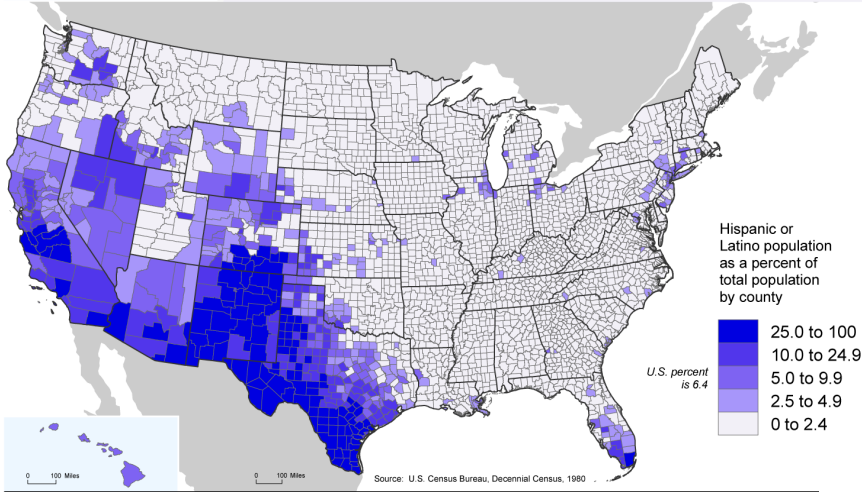 Hispanic or
Latino population
as a percent of
total population
by county
25.0 to 100
10.0 to 24.9
5.0 to 9.9
2.5 to 4.9
0 to 2.4
U.S. percent
is 6.4
0 100 Miles
0 100 Miles
Source: U.S. Census Bureau, Decennial Census, 1980